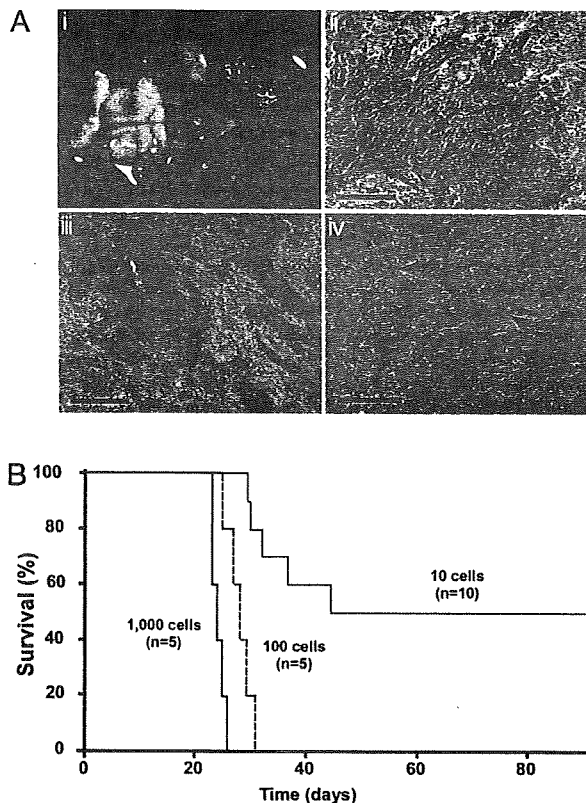 A
i
ii
iii
iv
B
100
80
60
40
20
0
Survival (%)
1,000 cells
(n=5)
100 cells
(n=5)
10 cells
(n=10)
0
20
40
60
80
Time (days)